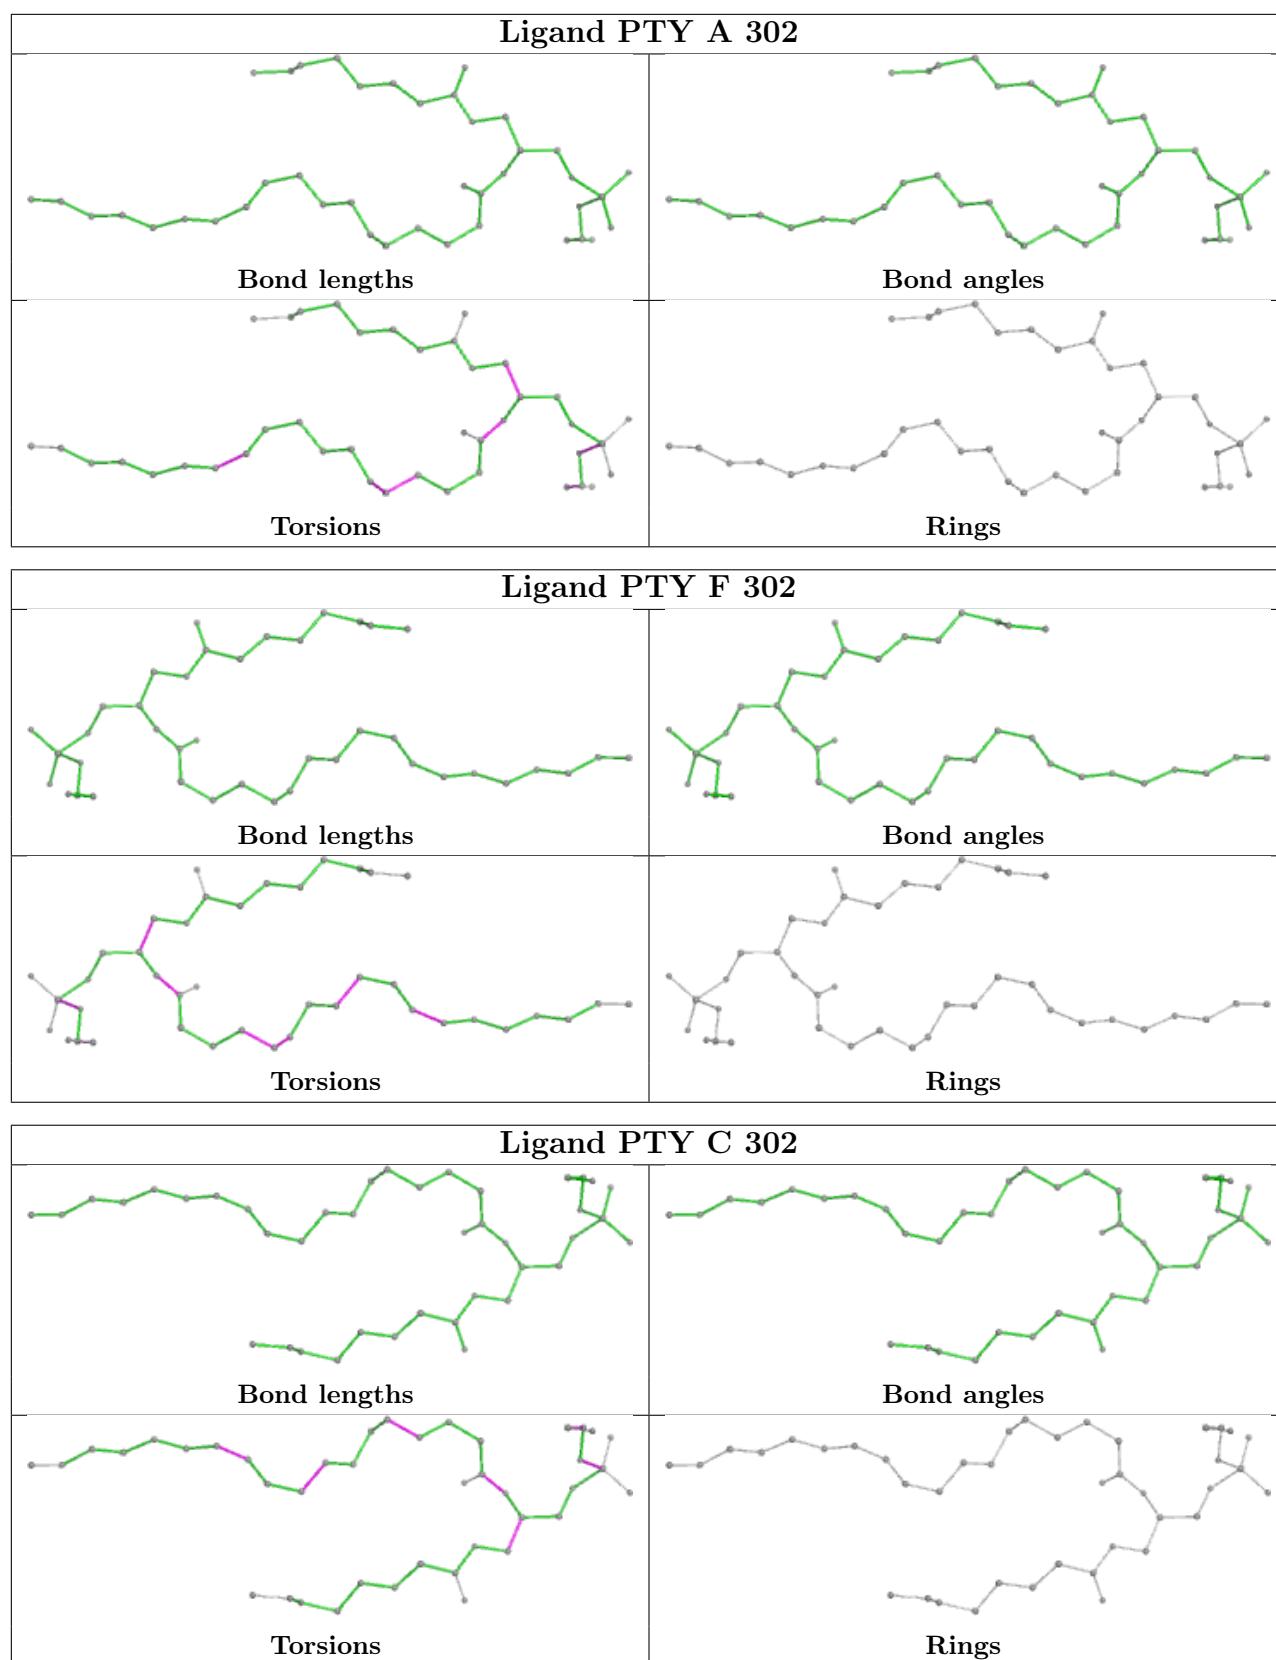 Ligand PTY A 302
Bond lengths
Bond angles
Torsions
Rings
Ligand PTY F 302
Bond lengths
Bond angles
Torsions
Rings
Ligand PTY C 302
Bond lengths
Bond angles
Torsions
Rings